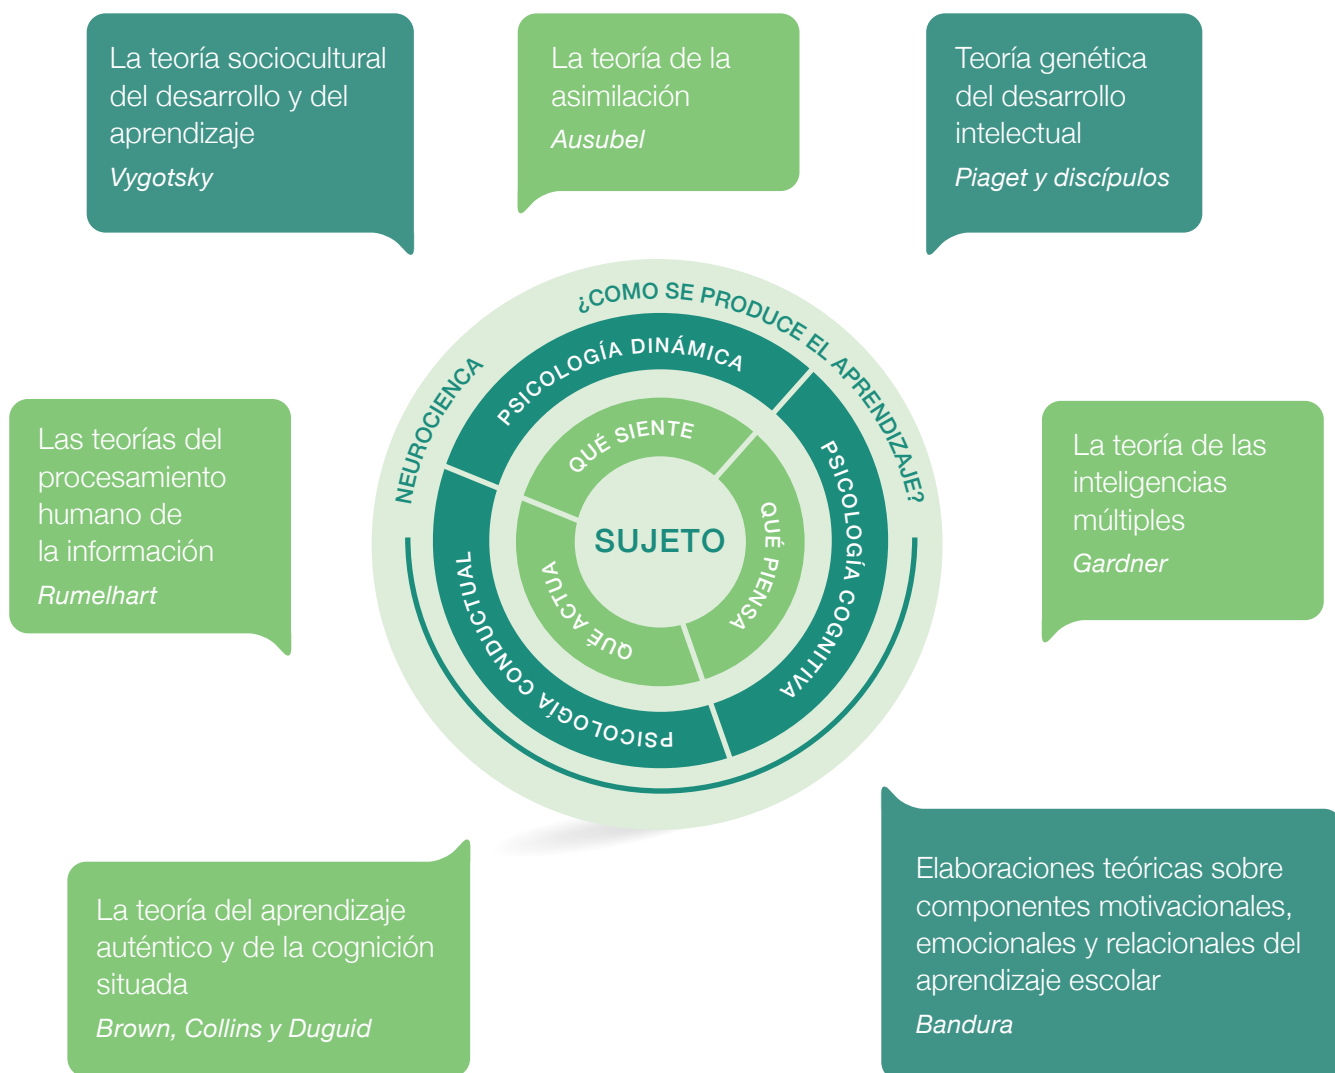 La teoría sociocultural
del desarrollo y del
aprendizaje
Vygotsky
La teoría de la
asimilación
Ausubel
Teoría genética
del desarrollo
intelectual
Piaget y discípulos
Las teorías del
procesamiento
humano de
la información
Rumelhart
NEUROCIENCA
¿COMO SE PRODUCE EL APRENDIZAJE?
PSICOLOGÍA DINÁMICA
PSICOLOGÍA COGNITIVA
PSICOLOGÍA CONDUCTUAL
QUÉ SIENTE
QUÉ PIENSA
QUÉ ACTUA
SUJETO
La teoría de las
inteligencias
múltiples
Gardner
La teoría del aprendizaje
auténtico y de la cognición
situada
Brown, Collins y Duguid
Elaboraciones teóricas sobre
componentes motivacionales,
emocionales y relacionales del
aprendizaje escolar
Bandura